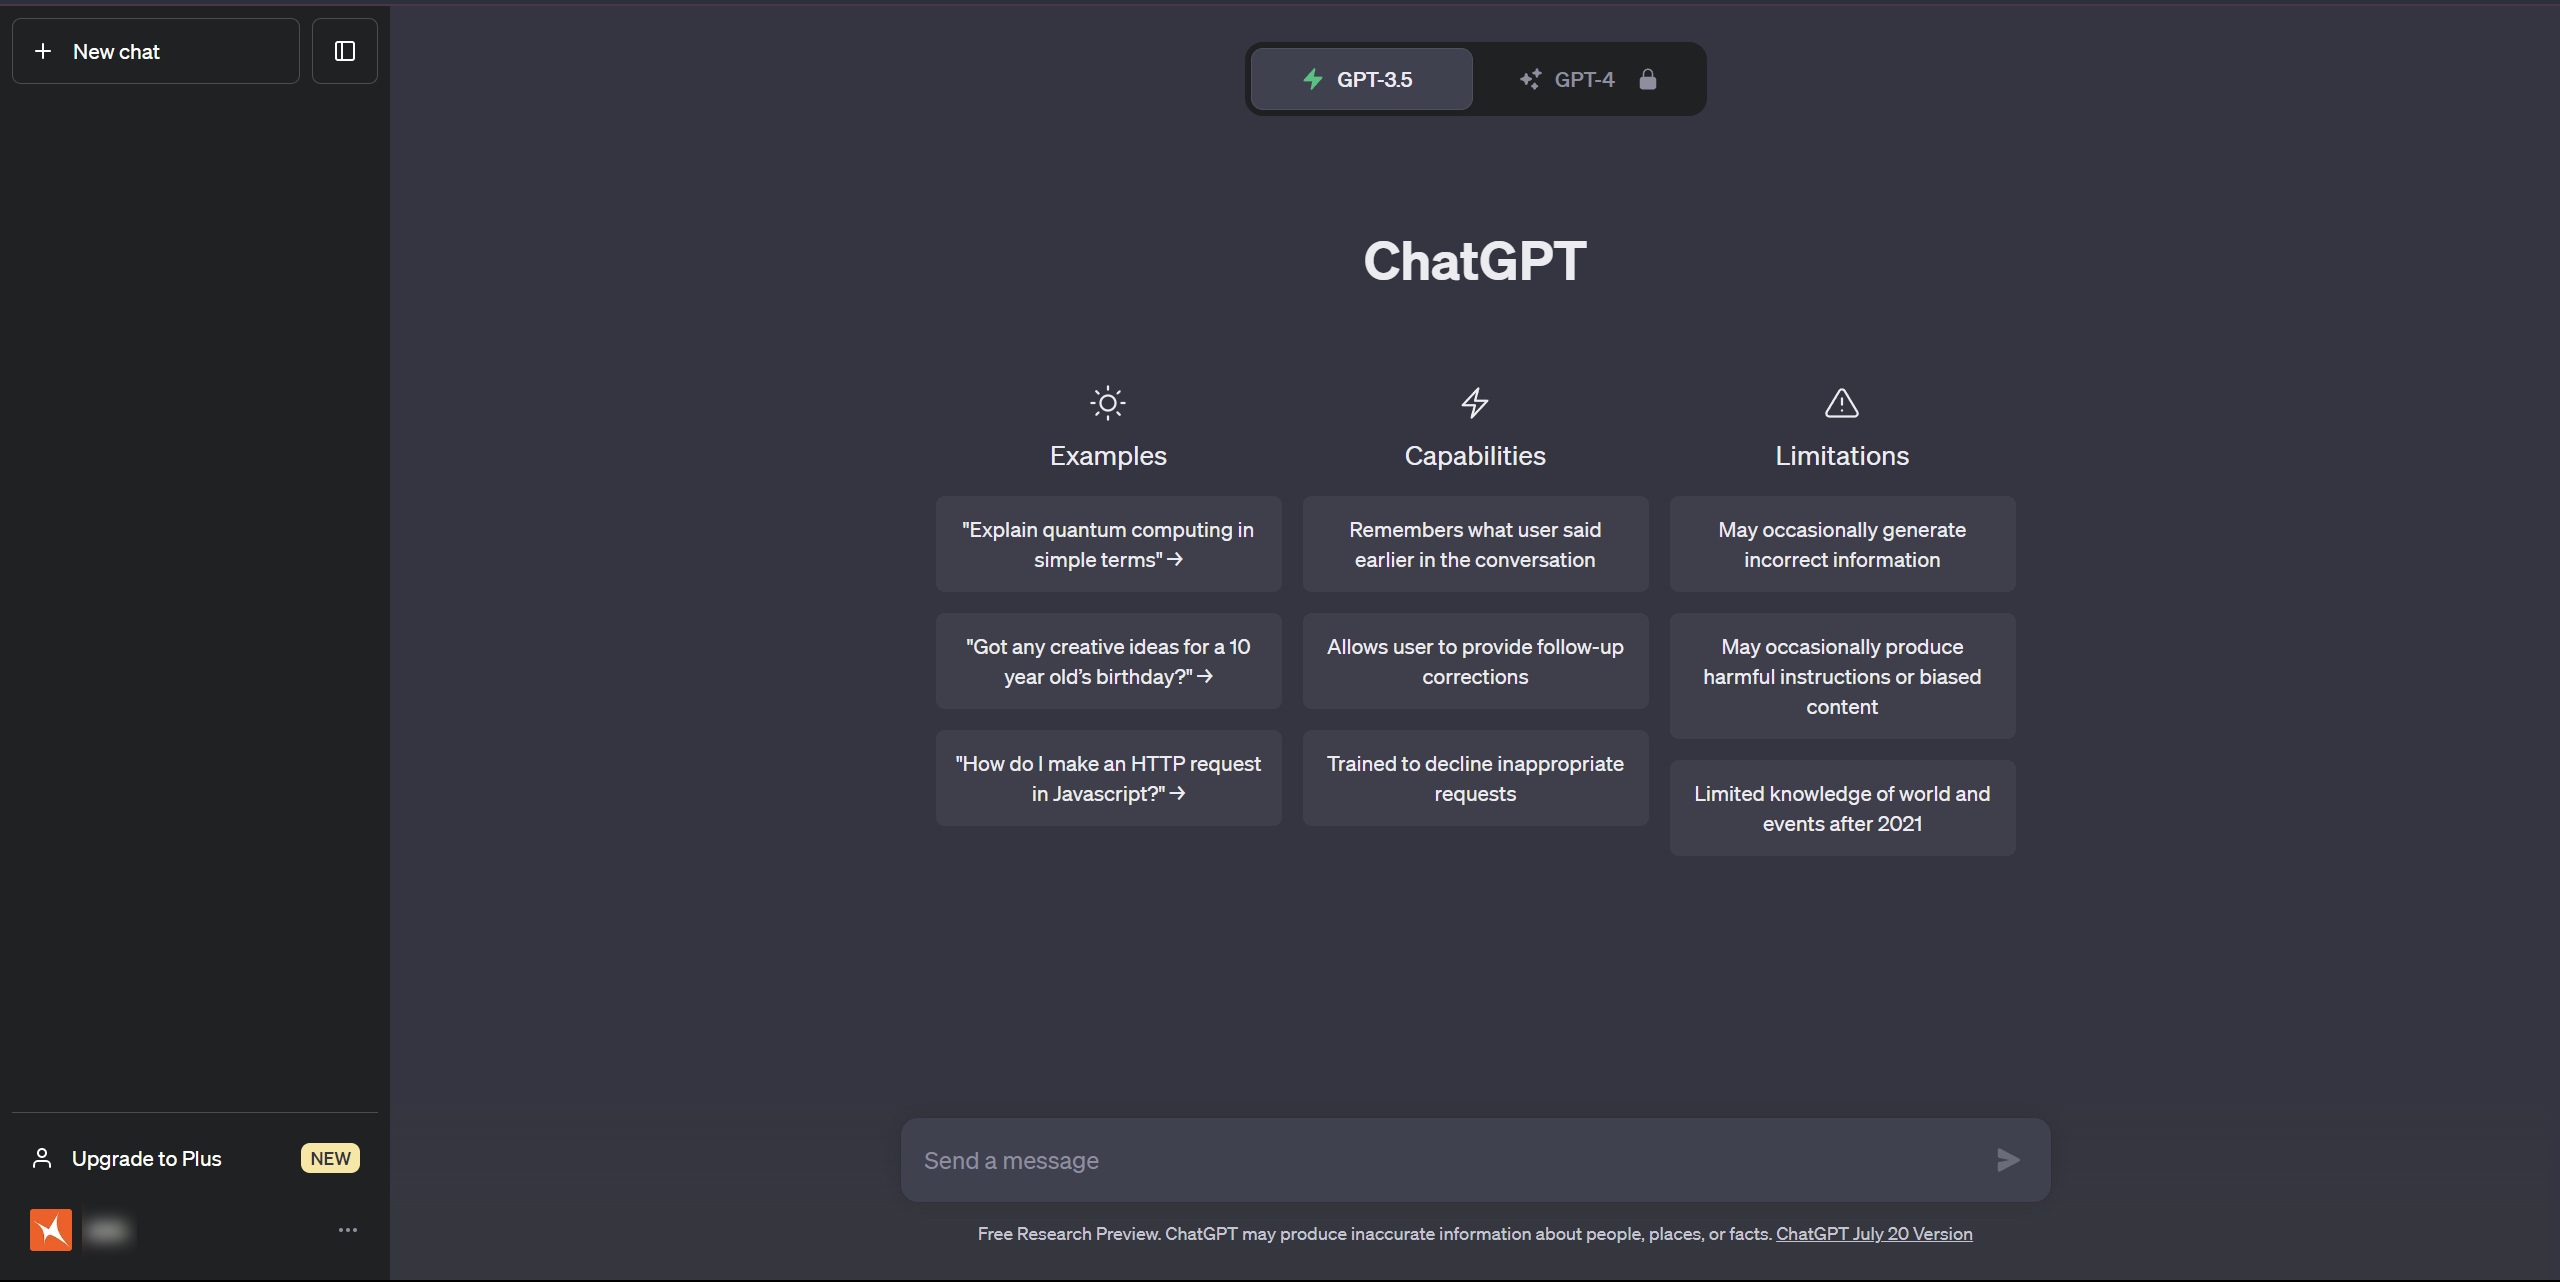 New chat
GPT-3.5
GPT-4
ChatGPT
Examples
"Explain quantum computing in
simple terms" →
"Got any creative ideas for a 10
year old’s birthday?" →
"How do I make an HTTP request
in Javascript?" →
Capabilities
Remembers what user said
earlier in the conversation
Allows user to provide follow-up
corrections
Trained to decline inappropriate
requests
Limitations
May occasionally generate
incorrect information
May occasionally produce
harmful instructions or biased
content
Limited knowledge of world and
events after 2021
Upgrade to Plus
NEW
Send a message
Free Research Preview. ChatGPT may produce inaccurate information about people, places, or facts. ChatGPT July 20 Version